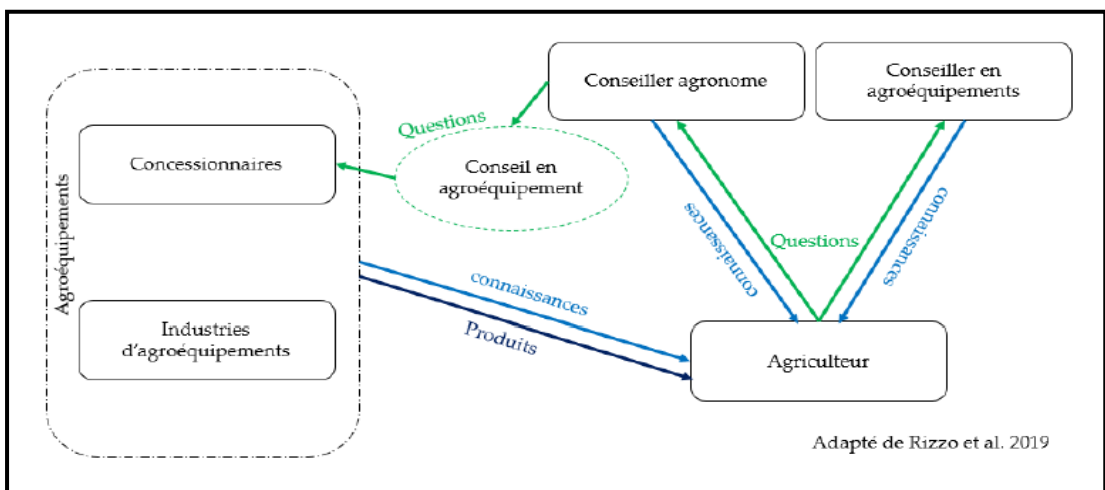 Conseiller agronome
Conseiller en
agroéquipements
Questions
Concessionnaires
Conseil en
agroéquipement
Agroéquipements
connaissances
Questions
connaissances
connaissances
Produits
Industries
d'agroéquipements
Agriculteur
Adapté de Rizzo et al. 2019